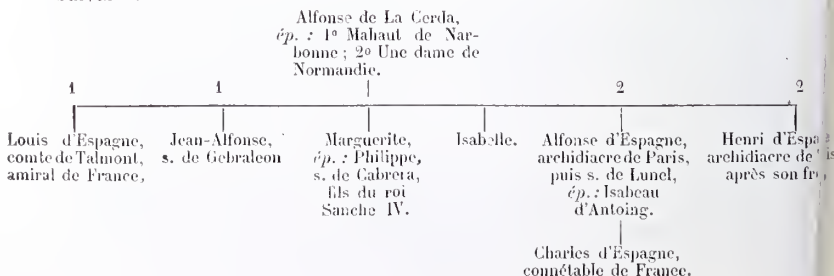 Alfonse de La Cerda,
ép. : 1º Mahaut de Nar-
bonne ; 2º Une dame de
Normandie.
1 1 2 2
Louis d'Espagne,
comte de Talmont,
amiral de France,
Jean-Alfonse,
s. de Gebraleon
Marguerite,
ép. : Philippe,
s. de Cabrera,
fils du roi
Sanche IV.
Isabelle.
Alfonse d'Espagne,
archidiacre de Paris,
puis s. de Lunel,
ép. : Isabeau
d'Antoing.
Henri
archidiacre de
après son
Charles d'Espagne,
connétable de France.